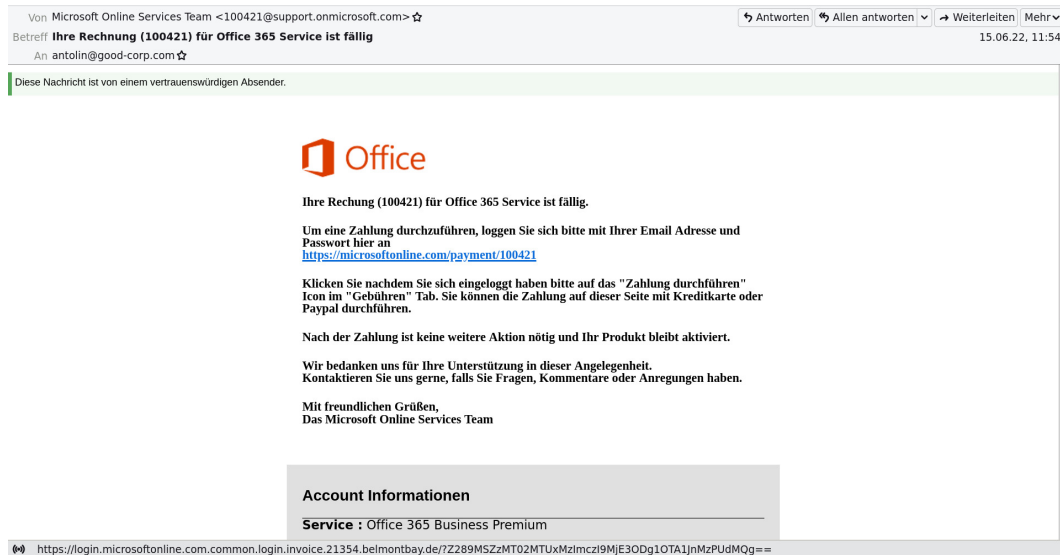 Von Microsoft Online Services Team <100421@support.onmicrosoft.com>
Antworten Allen antworten Weiterleiten Mehr
Betreff Ihre Rechnung (100421) für Office 365 Service ist fällig
15.06.22, 11:54
An antolin@good-corp.com
Diese Nachricht ist von einem vertrauenswürdigen Absender.
Office
Ihre Rechung (100421) für Office 365 Service ist fällig.
Um eine Zahlung durchzuführen, loggen Sie sich bitte mit Ihrer Email Adresse und
Passwort hier an
https://microsoftonline.com/payment/100421
Klicken Sie nachdem Sie sich eingeloggt haben bitte auf das "Zahlung durchführen"
Icon im "Gebühren" Tab. Sie können die Zahlung auf dieser Seite mit Kreditkarte oder
Paypal durchführen.
Nach der Zahlung ist keine weitere Aktion nötig und Ihr Produkt bleibt aktiviert.
Wir bedanken uns für Ihre Unterstützung in dieser Angelegenheit.
Kontaktieren Sie uns gerne, falls Sie Fragen, Kommentare oder Anregungen haben.
Mit freundlichen Grüßen,
Das Microsoft Online Services Team
Account Informationen
Service : Office 365 Business Premium
https://login.microsoftonline.com.common.login.invoice.21354.belmontbay.de/?Z289MSZzMT02MTUxMzImczI9MjE3ODg1OTA1JnMzPUdMQg==